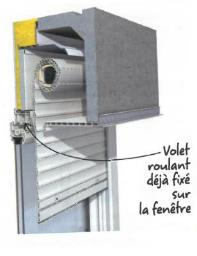 Volet
roulant
déjà fixé
sur
la fenêtre